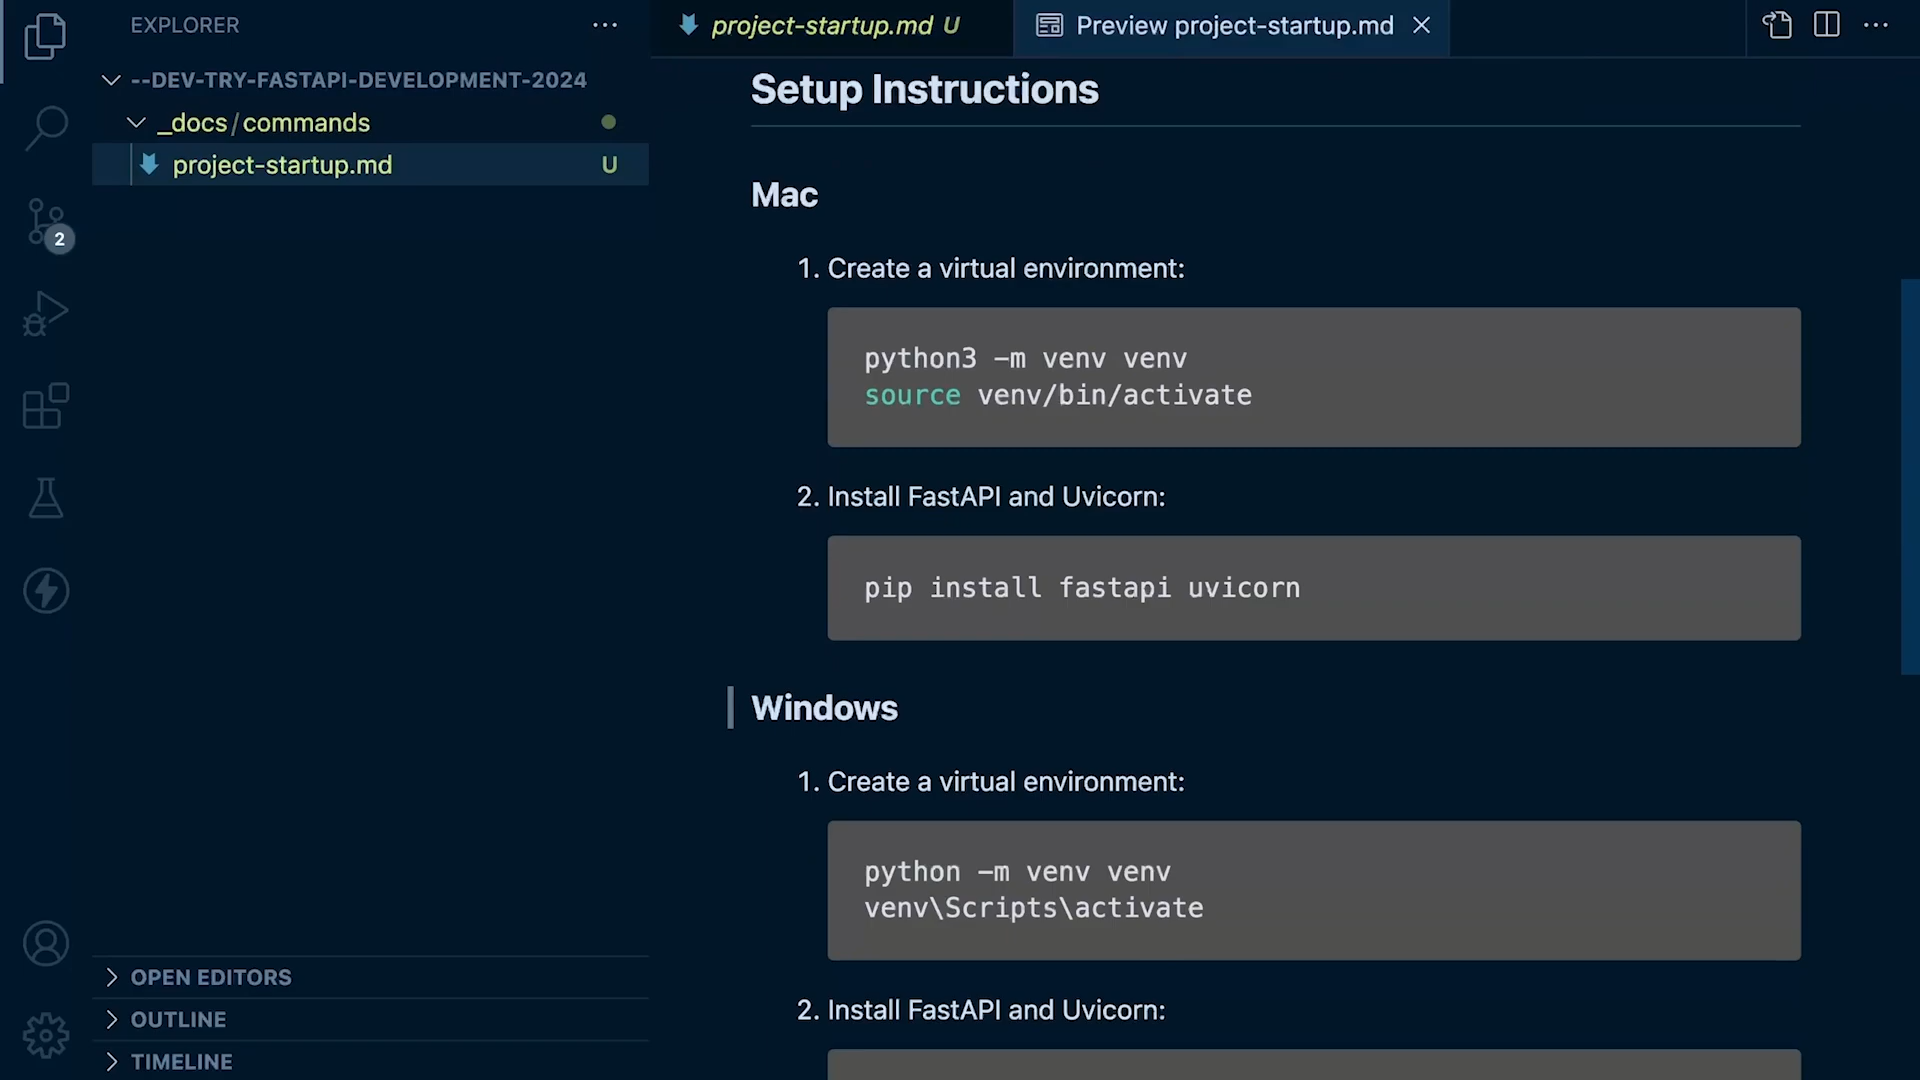 EXPLORER
--DEV-TRY-FASTAPI-DEVELOPMENT-2024
_docs/commands
project-startup.md U
2
OPEN EDITORS
OUTLINE
TIMELINE
project-startup.md U
Preview project-startup.md
Setup Instructions
Mac
1. Create a virtual environment:
python3 -m venv venv
source venv/bin/activate
2. Install FastAPI and Uvicorn:
pip install fastapi uvicorn
Windows
1. Create a virtual environment:
python -m venv venv
venv\Scripts\activate
2. Install FastAPI and Uvicorn: